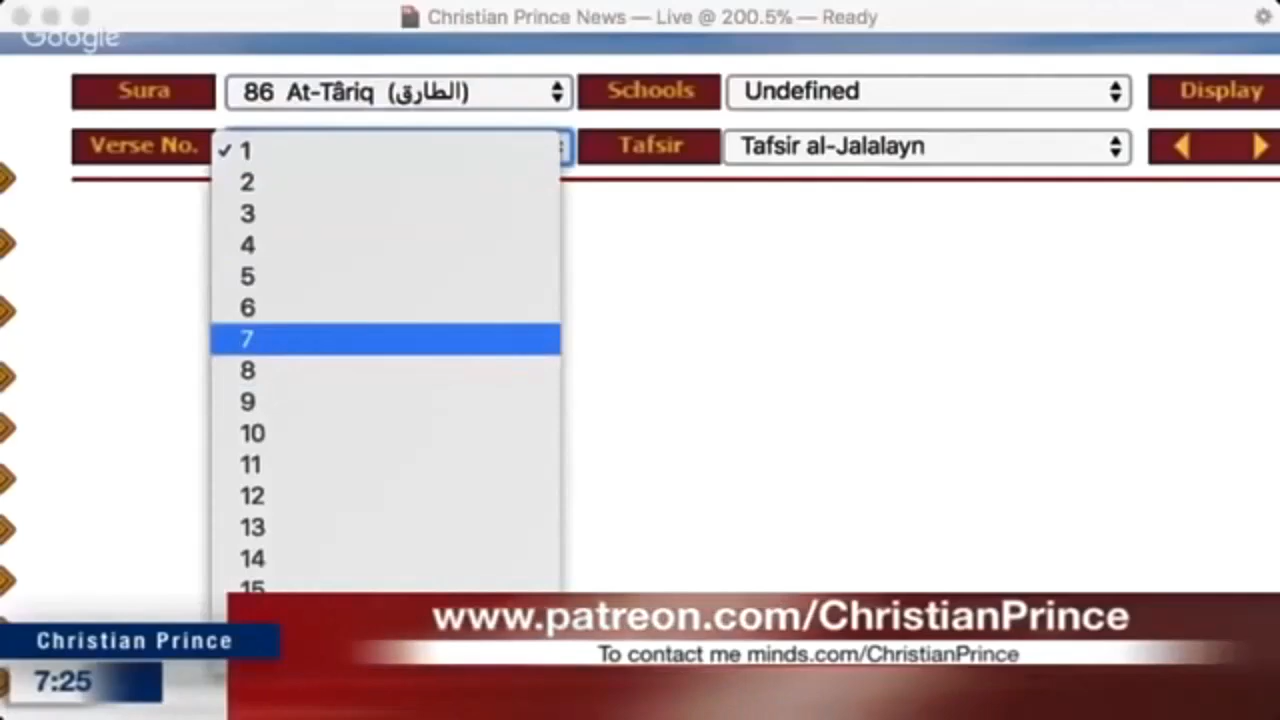 Christian Prince News — Live @ 200.5% — Ready
Google
Sura 86 At-Târiq (الطارق) Schools Undefined Display
Verse No. Tafsir Tafsir al-Jalalayn
✓ 1
2
3
4
5
6
7
8
9
10
11
12
13
14
15
www.patreon.com/ChristianPrince
Christian Prince
To contact me minds.com/ChristianPrince
7:25